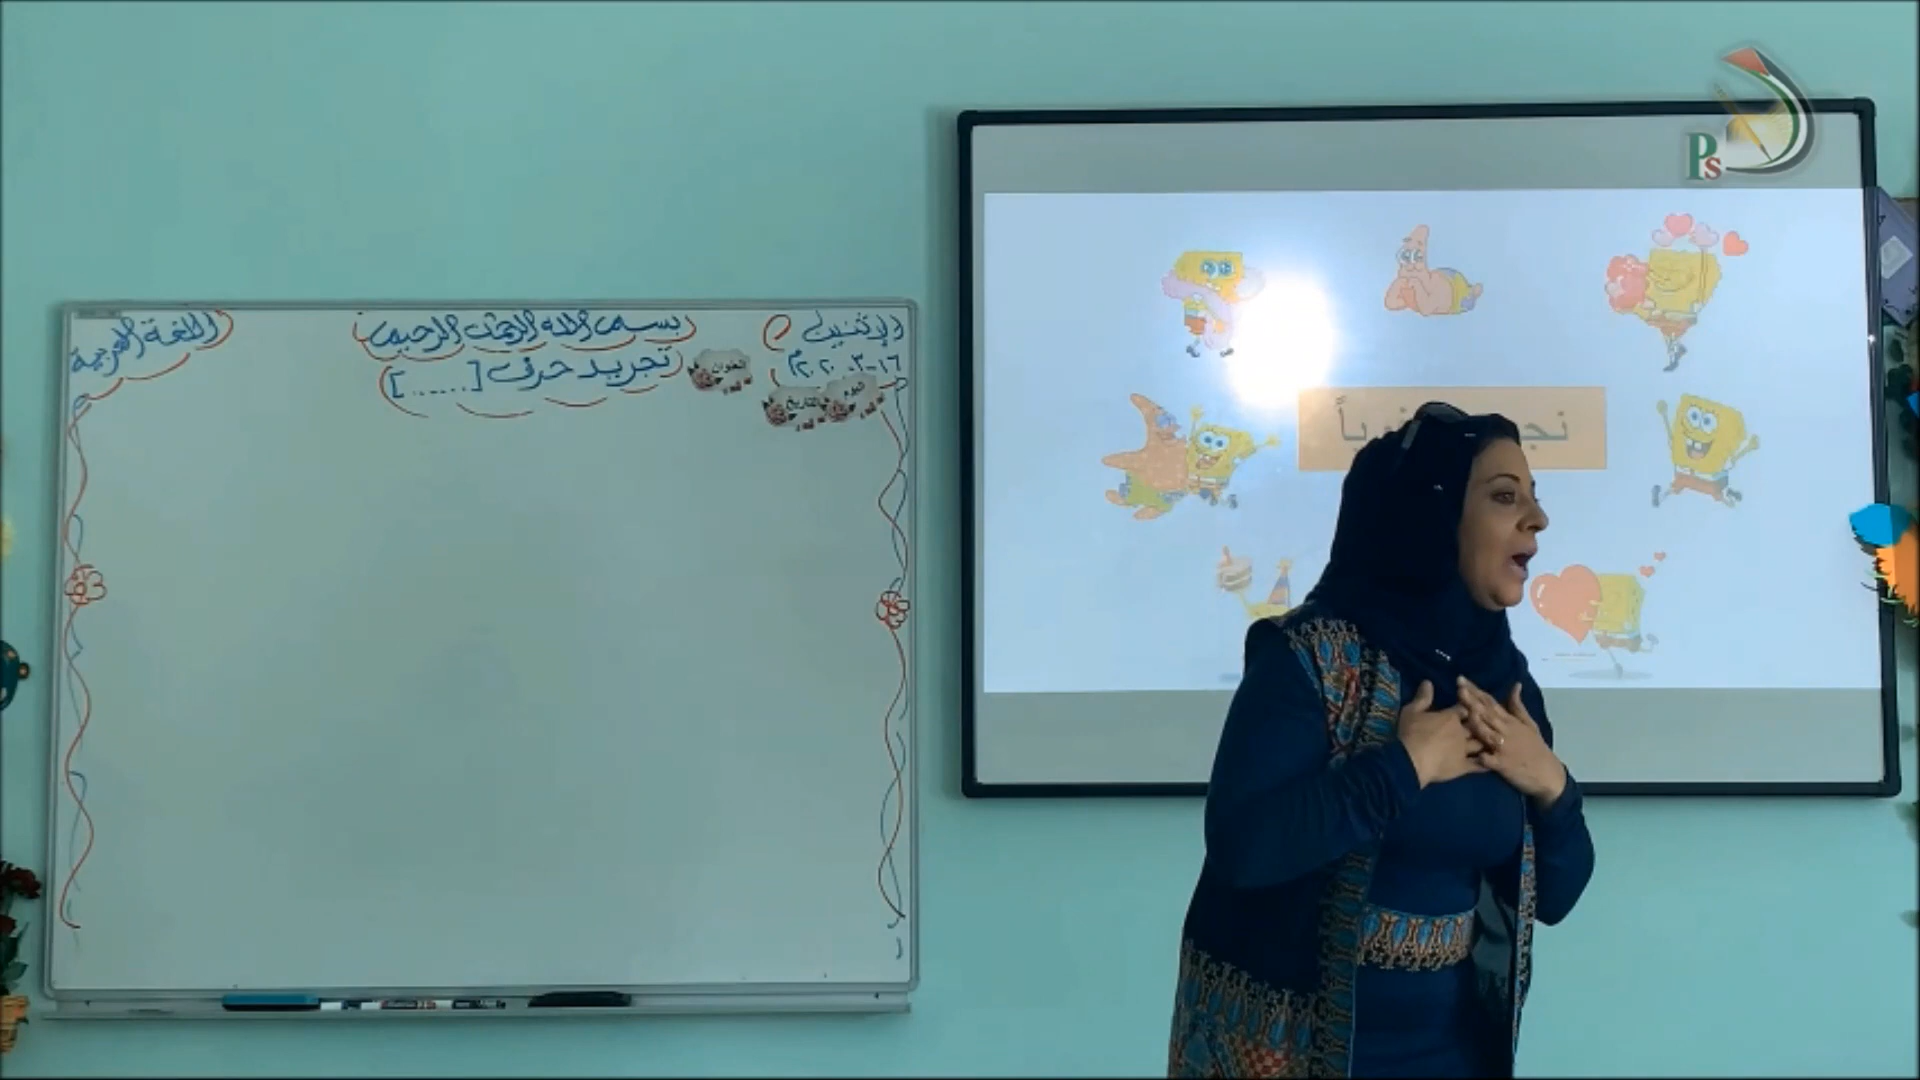 الإثنين
١٦-٣-٢٠٢٠م
اليوم
التاريخ
بسم الله الرحمن الرحيم
العنوان
تجريد حرف [......]
اللغة العربية
Ps